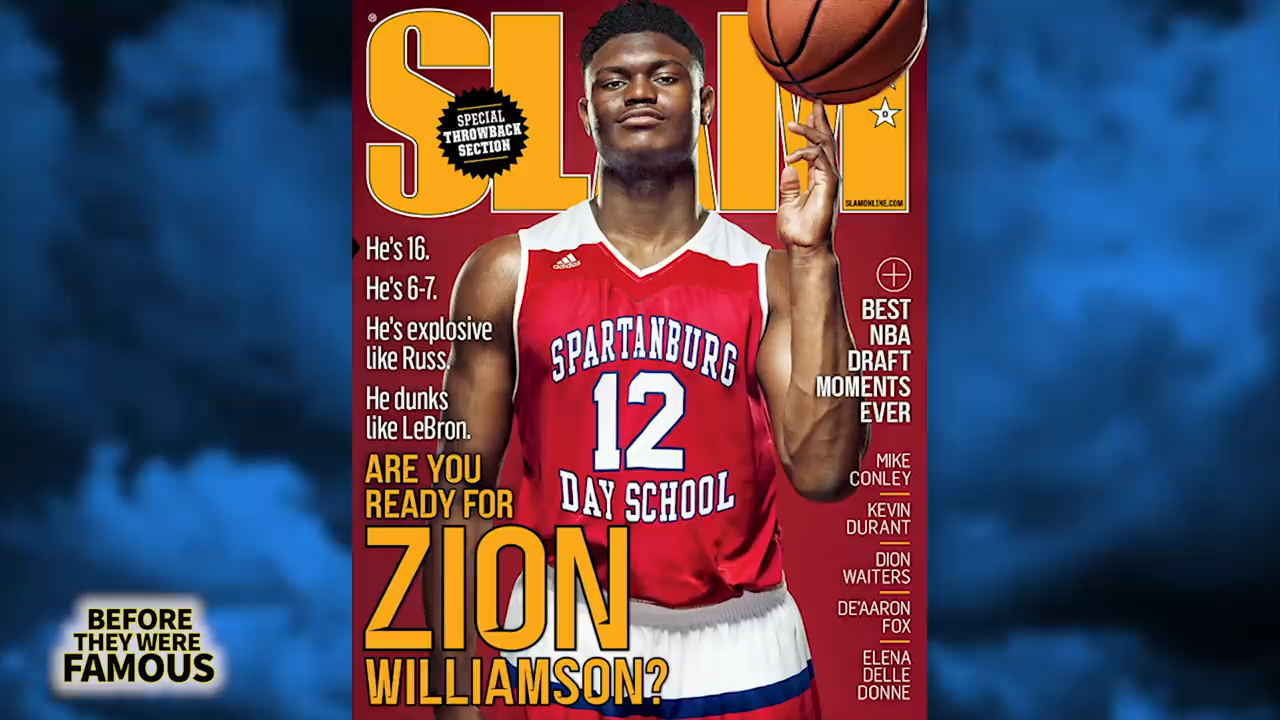 ®
SLAM
SPECIAL
THROWBACK
SECTION
0
SLAMONLINE.COM
He's 16.
He's 6-7.
He's explosive
like Russ.
He dunks
like LeBron.
ARE YOU
READY FOR
ZION
WILLIAMSON?
adidas
SPARTANBURG
12
DAY SCHOOL
BEST
NBA
DRAFT
MOMENTS
EVER
MIKE
CONLEY
KEVIN
DURANT
DION
WAITERS
DE'AARON
FOX
ELENA
DELLE
DONNE
BEFORE
THEY WERE
FAMOUS